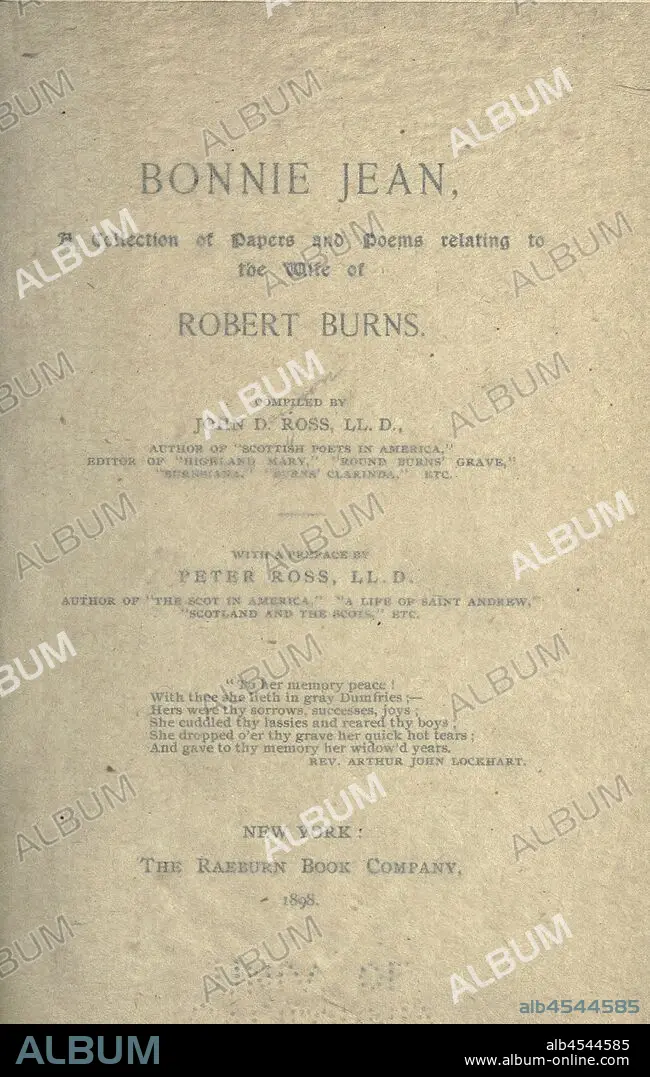 BONNIE JEAN,
A Collection of Papers and Poems relating to
the Wife of
ROBERT BURNS.
COMPILED BY
JOHN D. ROSS, LL. D.,
AUTHOR OF "SCOTTISH POETS IN AMERICA,"
EDITOR OF "HIGHLAND MARY," "ROUND BURNS' GRAVE,"
"BURNSIANA," "BURNS' CLARINDA," ETC.
WITH A PREFACE BY
PETER ROSS, LL. D.
AUTHOR OF "THE SCOT IN AMERICA," "A LIFE OF SAINT ANDREW,"
"SCOTLAND AND THE SCOTS," ETC.
"To her memory peace!
With thee she lieth in gray Dumfries;—
Hers were thy sorrows, successes, joys;
She cuddled thy lassies and reared thy boys;
She dropped o'er thy grave her quick hot tears;
And gave to thy memory her widow'd years.
REV. ARTHUR JOHN LOCKHART.
NEW YORK:
THE RAEBURN BOOK COMPANY,
1898.
alb4544585
ALBUM
alb4544585
www.album-online.com